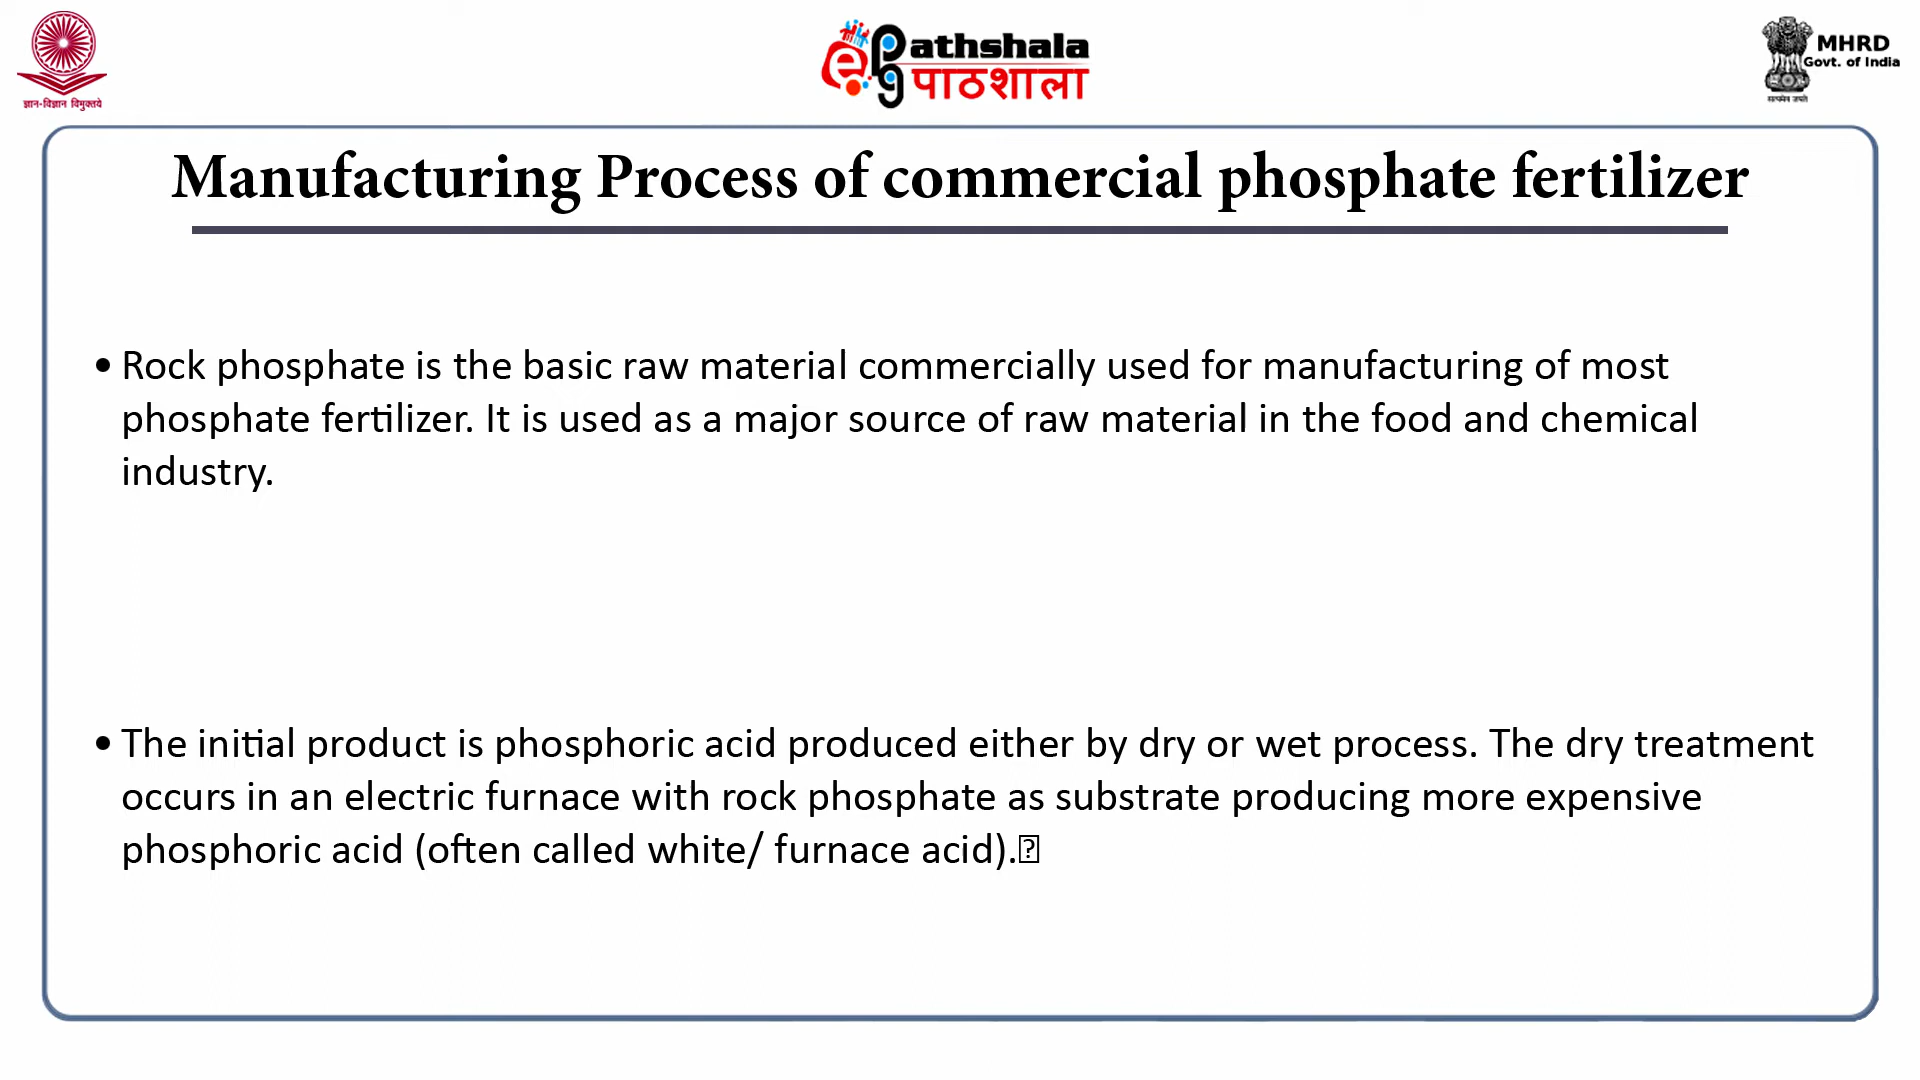 ज्ञान-विज्ञान विमुक्तये
ePathshala
पाठशाला
MHRD
Govt. of India
सत्यमेव जयते
Manufacturing Process of commercial phosphate fertilizer
• Rock phosphate is the basic raw material commercially used for manufacturing of most
phosphate fertilizer. It is used as a major source of raw material in the food and chemical
industry.
• The initial product is phosphoric acid produced either by dry or wet process. The dry treatment
occurs in an electric furnace with rock phosphate as substrate producing more expensive
phosphoric acid (often called white/ furnace acid).